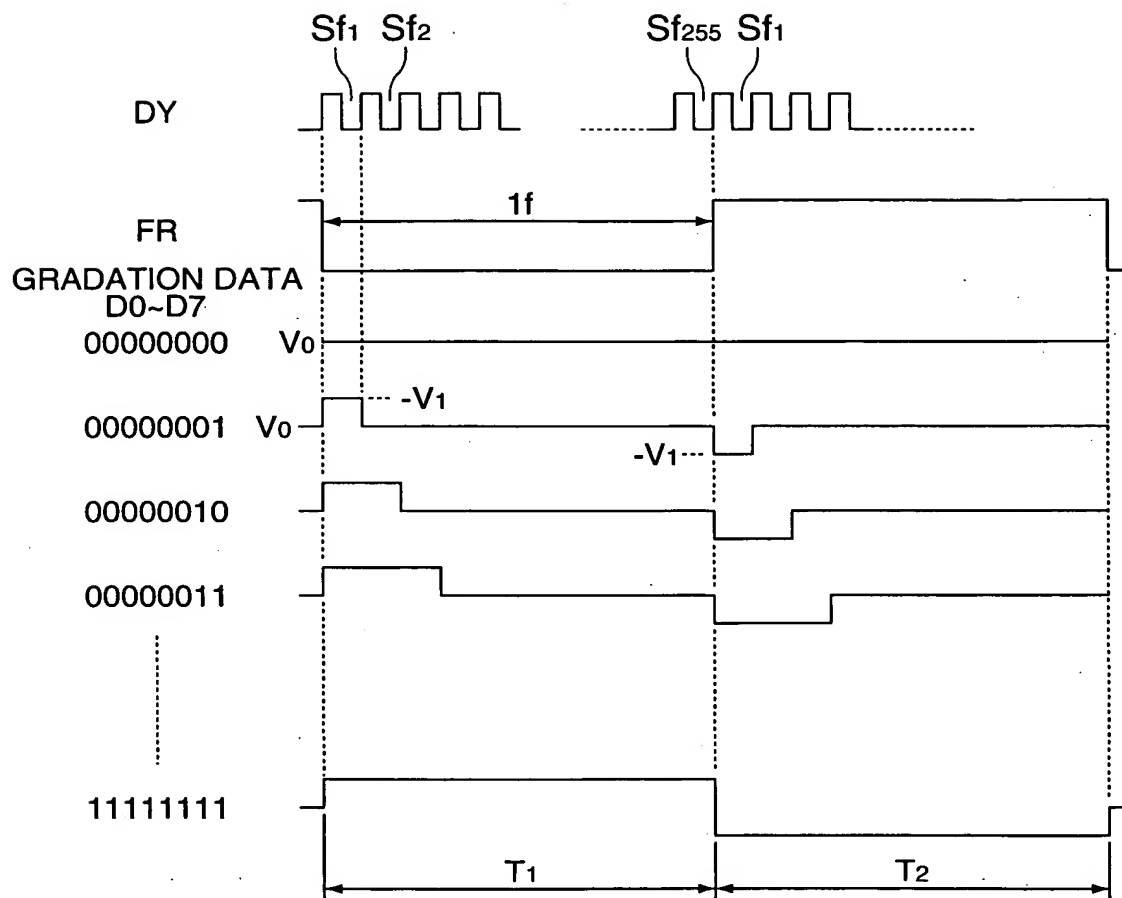 Sf1 Sf2 Sf255 Sf1
DY
1f
FR
GRADATION DATA
D0~D7
00000000 V0
-V1
00000001 V0
-V1
00000010
00000011
11111111
T1 T2